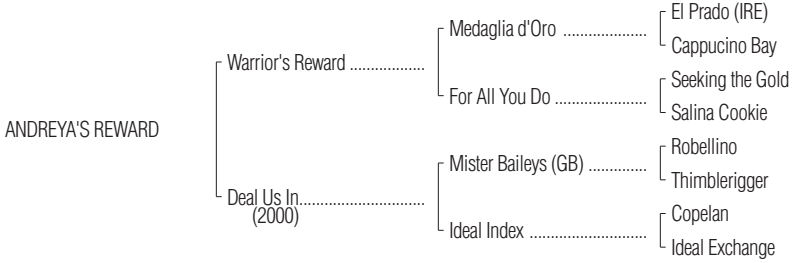 El Prado (IRE)
Medaglia d'Oro ....................
Cappucino Bay
Warrior's Reward ..................
Seeking the Gold
For All You Do ......................
Salina Cookie
ANDREYA'S REWARD
Robellino
Mister Baileys (GB) ..............
Thimblerigger
Deal Us In..............................
(2000)
Copelan
Ideal Index ............................
Ideal Exchange